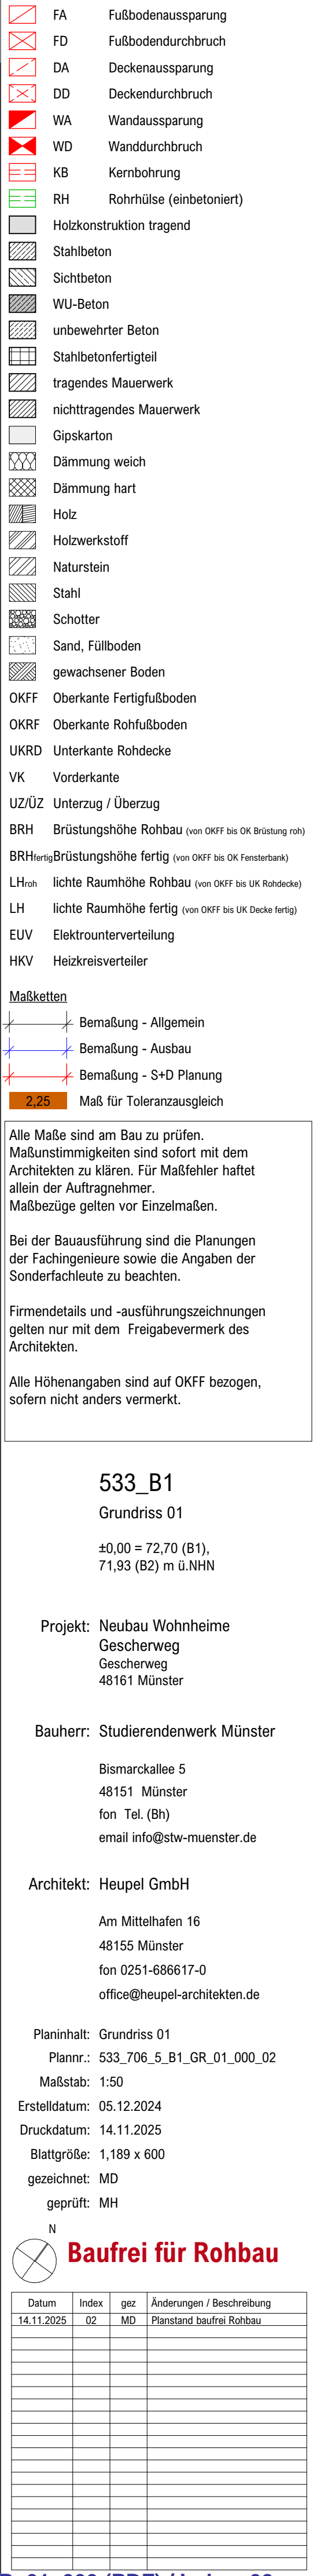 FA Fußbodenaussparung
FD Fußbodendurchbruch
DA Deckenaussparung
DD Deckendurchbruch
WA Wandaussparung
WD Wanddurchbruch
KB Kernbohrung
RH Rohrhülse (einbetoniert)
Holzkonstruktion tragend
Stahlbeton
Sichtbeton
WU-Beton
unbewehrter Beton
Stahlbetonfertigteil
tragendes Mauerwerk
nichttragendes Mauerwerk
Gipskarton
Dämmung weich
Dämmung hart
Holz
Holzwerkstoff
Naturstein
Stahl
Schotter
Sand, Füllboden
gewachsener Boden
OKFF Oberkante Fertigfußboden
OKRF Oberkante Rohfußboden
UKRD Unterkante Rohdecke
VK Vorderkante
UZ/ÜZ Unterzug / Überzug
BRH Brüstungshöhe Rohbau (von OKFF bis OK Brüstung roh)
BRHfertig Brüstungshöhe fertig (von OKFF bis OK Fensterbank)
LHroh lichte Raumhöhe Rohbau (von OKFF bis UK Rohdecke)
LH lichte Raumhöhe fertig (von OKFF bis UK Decke fertig)
EUV Elektrounterverteilung
HKV Heizkreisverteiler
Maßketten
Bemaßung - Allgemein
Bemaßung - Ausbau
Bemaßung - S+D Planung
2,25 Maß für Toleranzausgleich
Alle Maße sind am Bau zu prüfen.
Maßunstimmigkeiten sind sofort mit dem
Architekten zu klären. Für Maßfehler haftet
allein der Auftragnehmer.
Maßbezüge gelten vor Einzelmaßen.
Bei der Bauausführung sind die Planungen
der Fachingenieure sowie die Angaben der
Sonderfachleute zu beachten.
Firmendetails und -ausführungszeichnungen
gelten nur mit dem Freigabevermerk des
Architekten.
Alle Höhenangaben sind auf OKFF bezogen,
sofern nicht anders vermerkt.
533_B1
Grundriss 01
±0,00 = 72,70 (B1),
71,93 (B2) m ü.NHN
Projekt: Neubau Wohnheime
Gescherweg
Gescherweg
48161 Münster
Bauherr: Studierendenwerk Münster
Bismarckallee 5
48151 Münster
fon Tel. (Bh)
email info@stw-muenster.de
Architekt: Heupel GmbH
Am Mittelhafen 16
48155 Münster
fon 0251-686617-0
office@heupel-architekten.de
Planinhalt: Grundriss 01
Plannr.: 533_706_5_B1_GR_01_000_02
Maßstab: 1:50
Erstelldatum: 05.12.2024
Druckdatum: 14.11.2025
Blattgröße: 1,189 x 600
gezeichnet: MD
geprüft: MH
N
Baufrei für Rohbau
Datum Index gez Änderungen / Beschreibung
14.11.2025 02 MD Planstand baufrei Rohbau